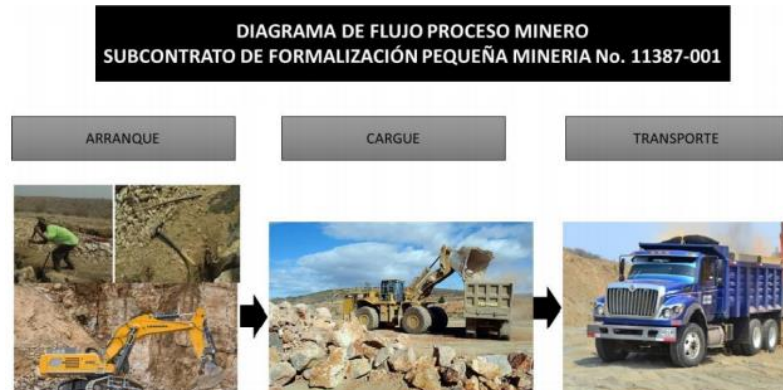 DIAGRAMA DE FLUJO PROCESO MINERO
SUBCONTRATO DE FORMALIZACIÓN PEQUEÑA MINERIA No. 11387-001
ARRANQUE
CARGUE
TRANSPORTE